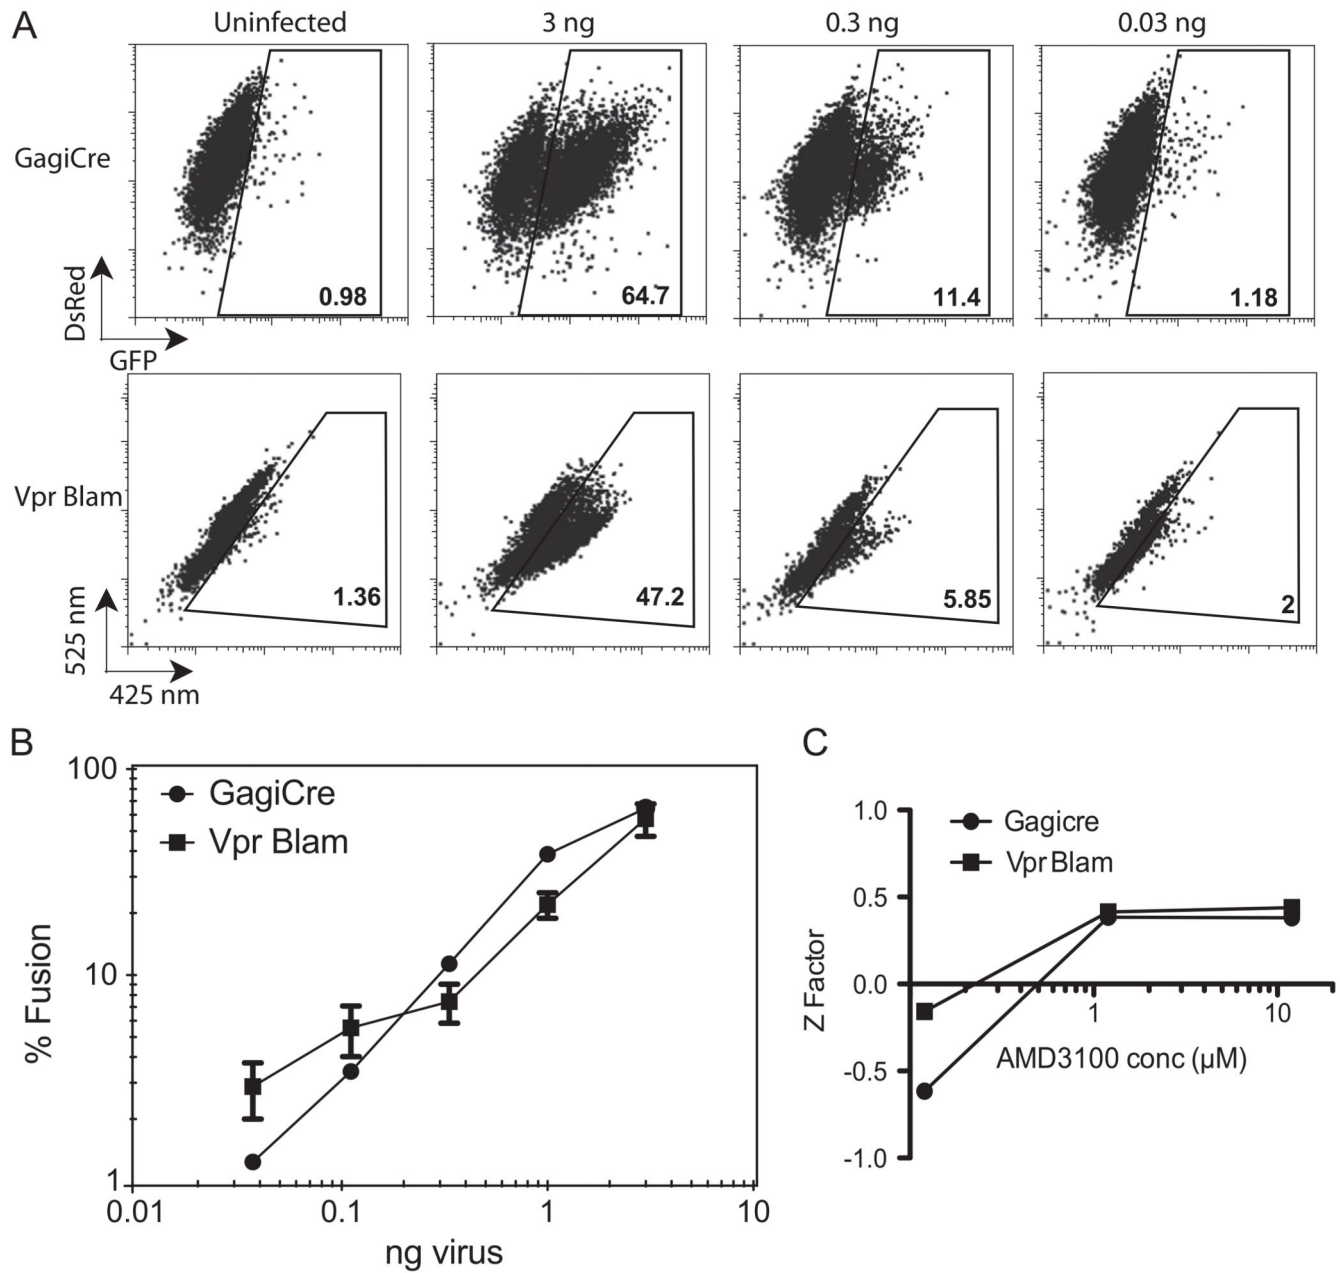 A
Uninfected
3 ng
0.3 ng
0.03 ng
GagiCre
DsRed
GFP
0.98
64.7
11.4
1.18
Vpr Blam
525 nm
425 nm
1.36
47.2
5.85
2
B
GagiCre
Vpr Blam
% Fusion
100
10
1
0.01
0.1
1
10
ng virus
C
Gagicre
Vpr Blam
Z Factor
1.0
0.5
0.0
-0.5
-1.0
1
10
AMD3100 conc (µM)